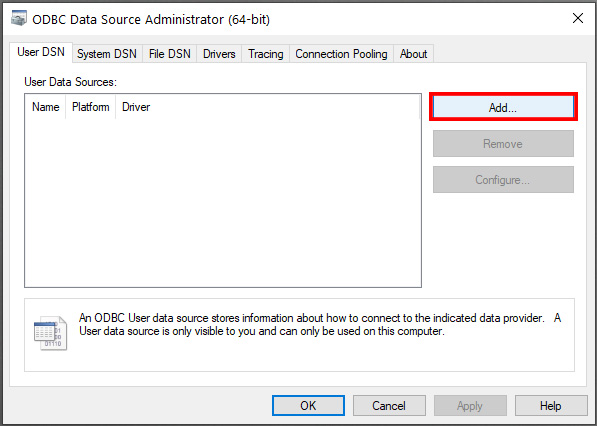 ODBC Data Source Administrator (64-bit)
User DSN System DSN File DSN Drivers Tracing Connection Pooling About
User Data Sources:
Name Platform Driver
Add...
Remove
Configure...
An ODBC User data source stores information about how to connect to the indicated data provider. A
User data source is only visible to you and can only be used on this computer.
OK Cancel Apply Help